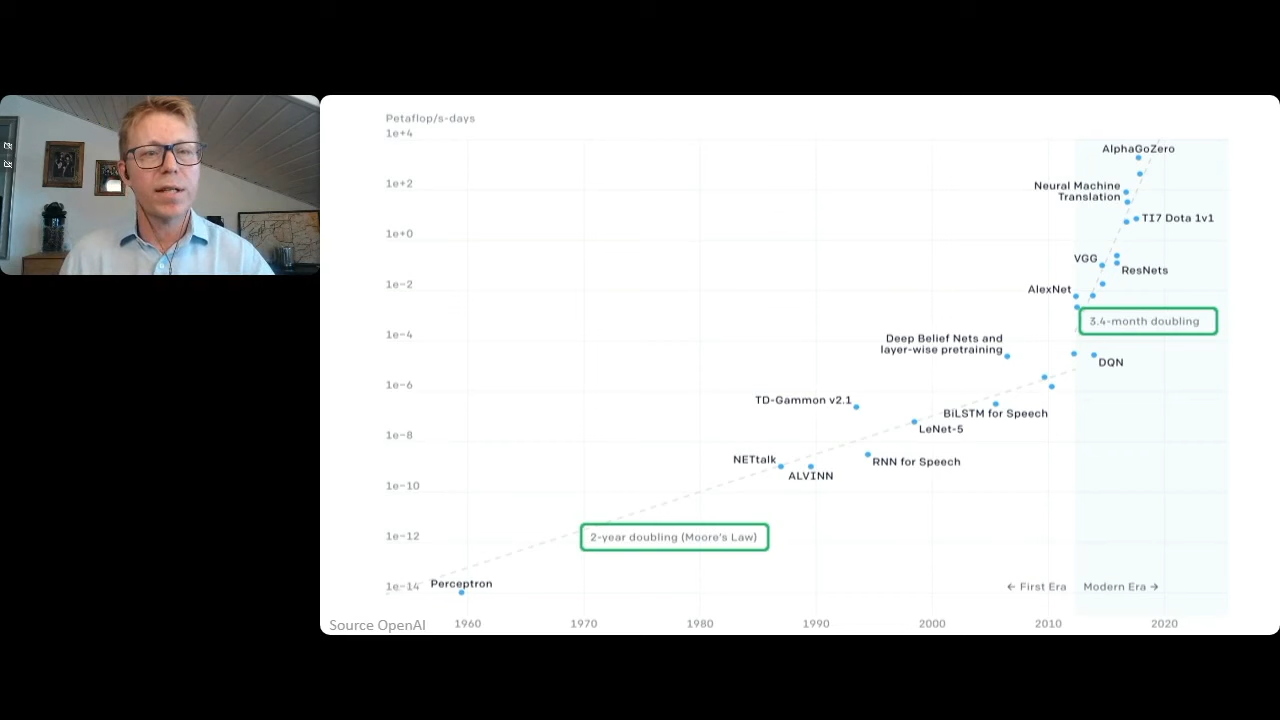 Petaflop/s-days
1e+4
AlphaGoZero
1e+2
Neural Machine
Translation
TI7 Dota 1v1
1e+0
VGG
ResNets
1e-2
AlexNet
3.4-month doubling
1e-4
Deep Belief Nets and
layer-wise pretraining
DQN
1e-6
TD-Gammon v2.1
BiLSTM for Speech
LeNet-5
1e-8
NETtalk
RNN for Speech
ALVINN
1e-10
1e-12
2-year doubling (Moore's Law)
1e-14
Perceptron
← First Era
Modern Era →
Source OpenAI
1960 1970 1980 1990 2000 2010 2020